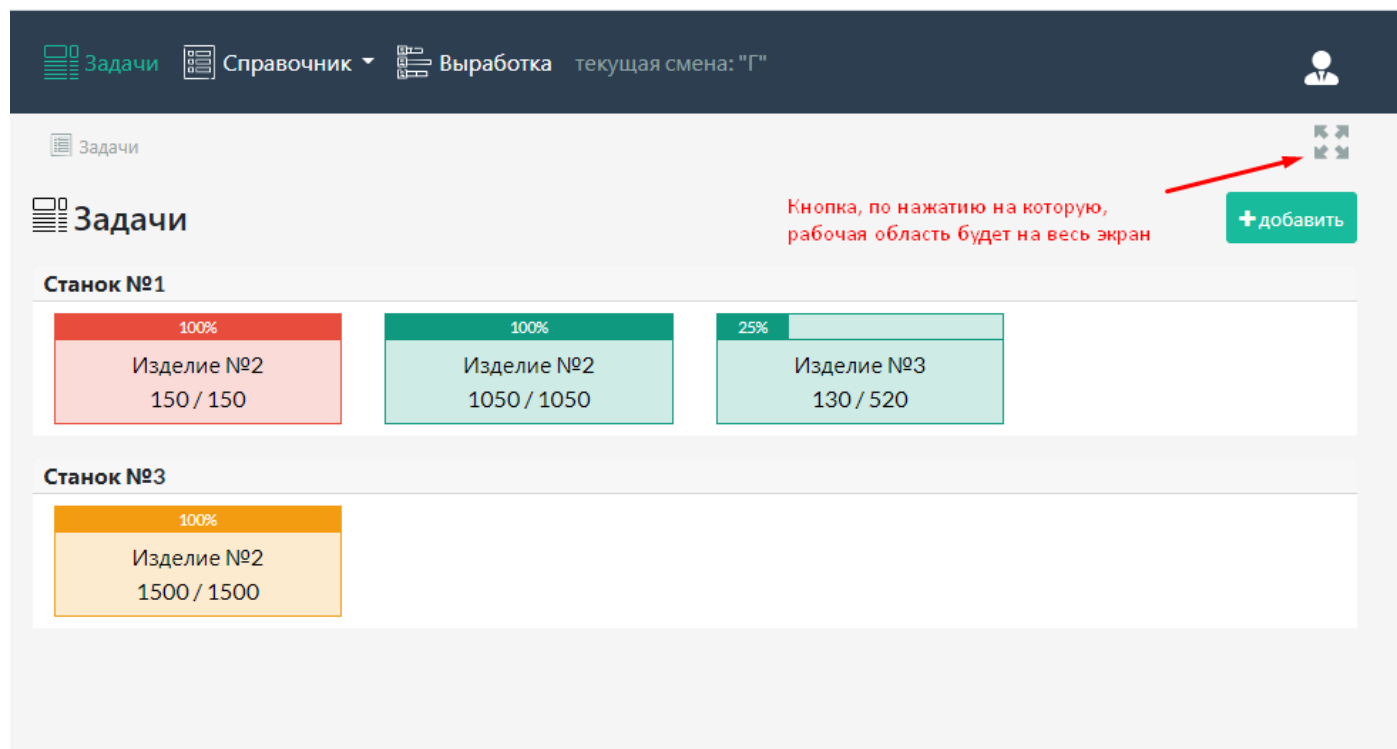 Задачи Справочник Выработка текущая смена: "Г"
Задачи
Задачи
Кнопка, по нажатию на которую,
рабочая область будет на весь экран
добавить
Станок №1
100% 100% 25%
Изделие №2 Изделие №2 Изделие №3
150 / 150 1050 / 1050 130 / 520
Станок №3
100%
Изделие №2
1500 / 1500